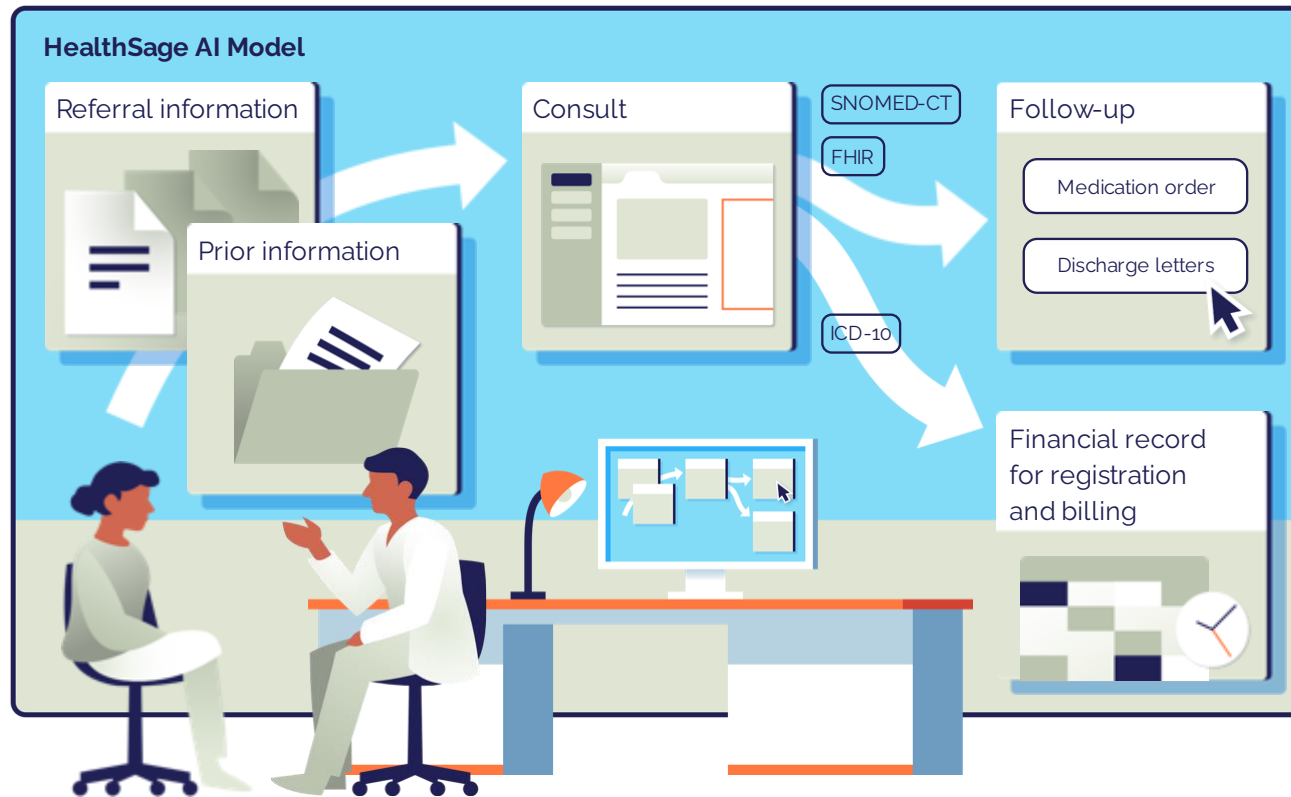 HealthSage AI Model
Referral information
Prior information
Consult
SNOMED-CT
FHIR
ICD-10
Follow-up
Medication order
Discharge letters
Financial record
for registration
and billing